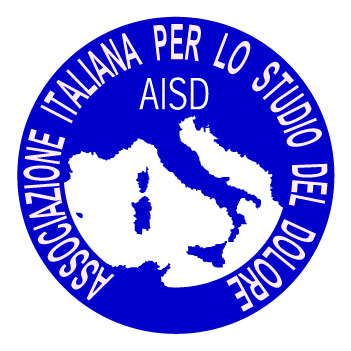 ASSOCIAZIONE ITALIANA PER LO STUDIO DEL DOLORE
AISD